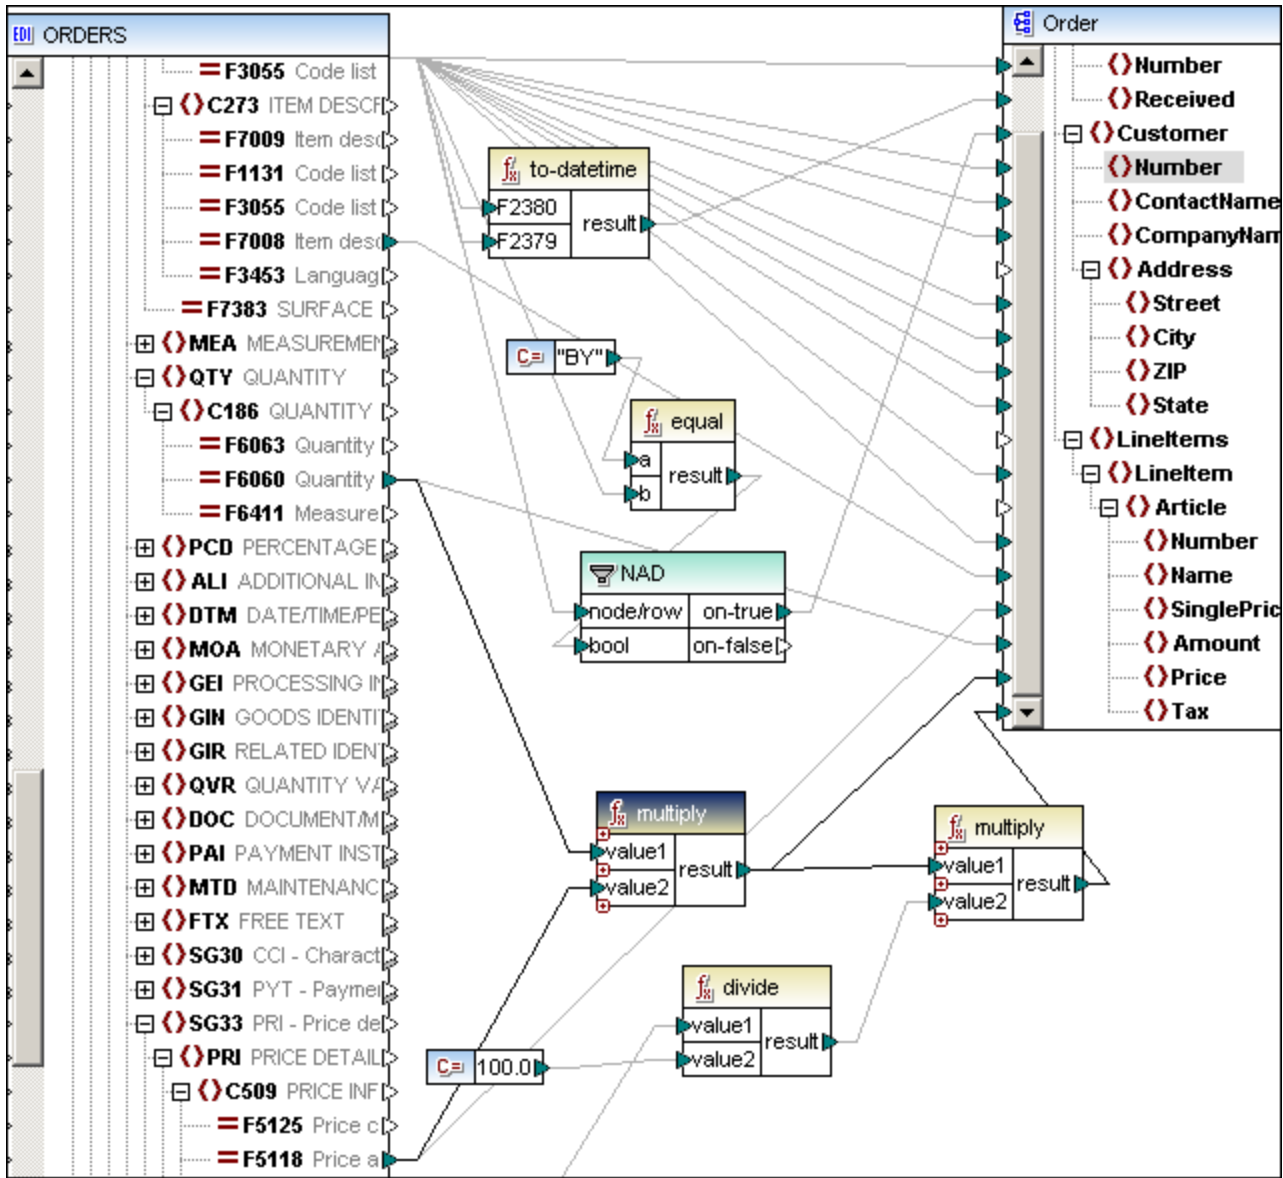 EDI ORDERS
F3055 Code list
C273 ITEM DESCR
F7009 Item desc
F1131 Code list
F3055 Code list
F7008 Item desc
F3453 Languag
F7383 SURFACE
MEA MEASUREMEN
QTY QUANTITY
C186 QUANTITY
F6063 Quantity
F6060 Quantity
F6411 Measure
PCD PERCENTAGE
ALI ADDITIONAL IN
DTM DATE/TIME/PE
MOA MONETARY A
GEI PROCESSING IN
GIN GOODS IDENTI
GIR RELATED IDEN
QVR QUANTITY VA
DOC DOCUMENT/M
PAI PAYMENT INST
MTD MAINTENANC
FTX FREE TEXT
SG30 CCI - Charact
SG31 PYT - Paymer
SG33 PRI - Price de
PRI PRICE DETAIL
C509 PRICE INF
F5125 Price c
F5118 Price a
to-datetime
F2380
F2379
result
C= "BY"
equal
a
b
result
NAD
node/row on-true
bool on-false
multiply
value1
value2
result
multiply
value1
value2
result
divide
value1
value2
result
C= 100.0
Order
Number
Received
Customer
Number
ContactName
CompanyNam
Address
Street
City
ZIP
State
LineItems
LineItem
Article
Number
Name
SinglePric
Amount
Price
Tax